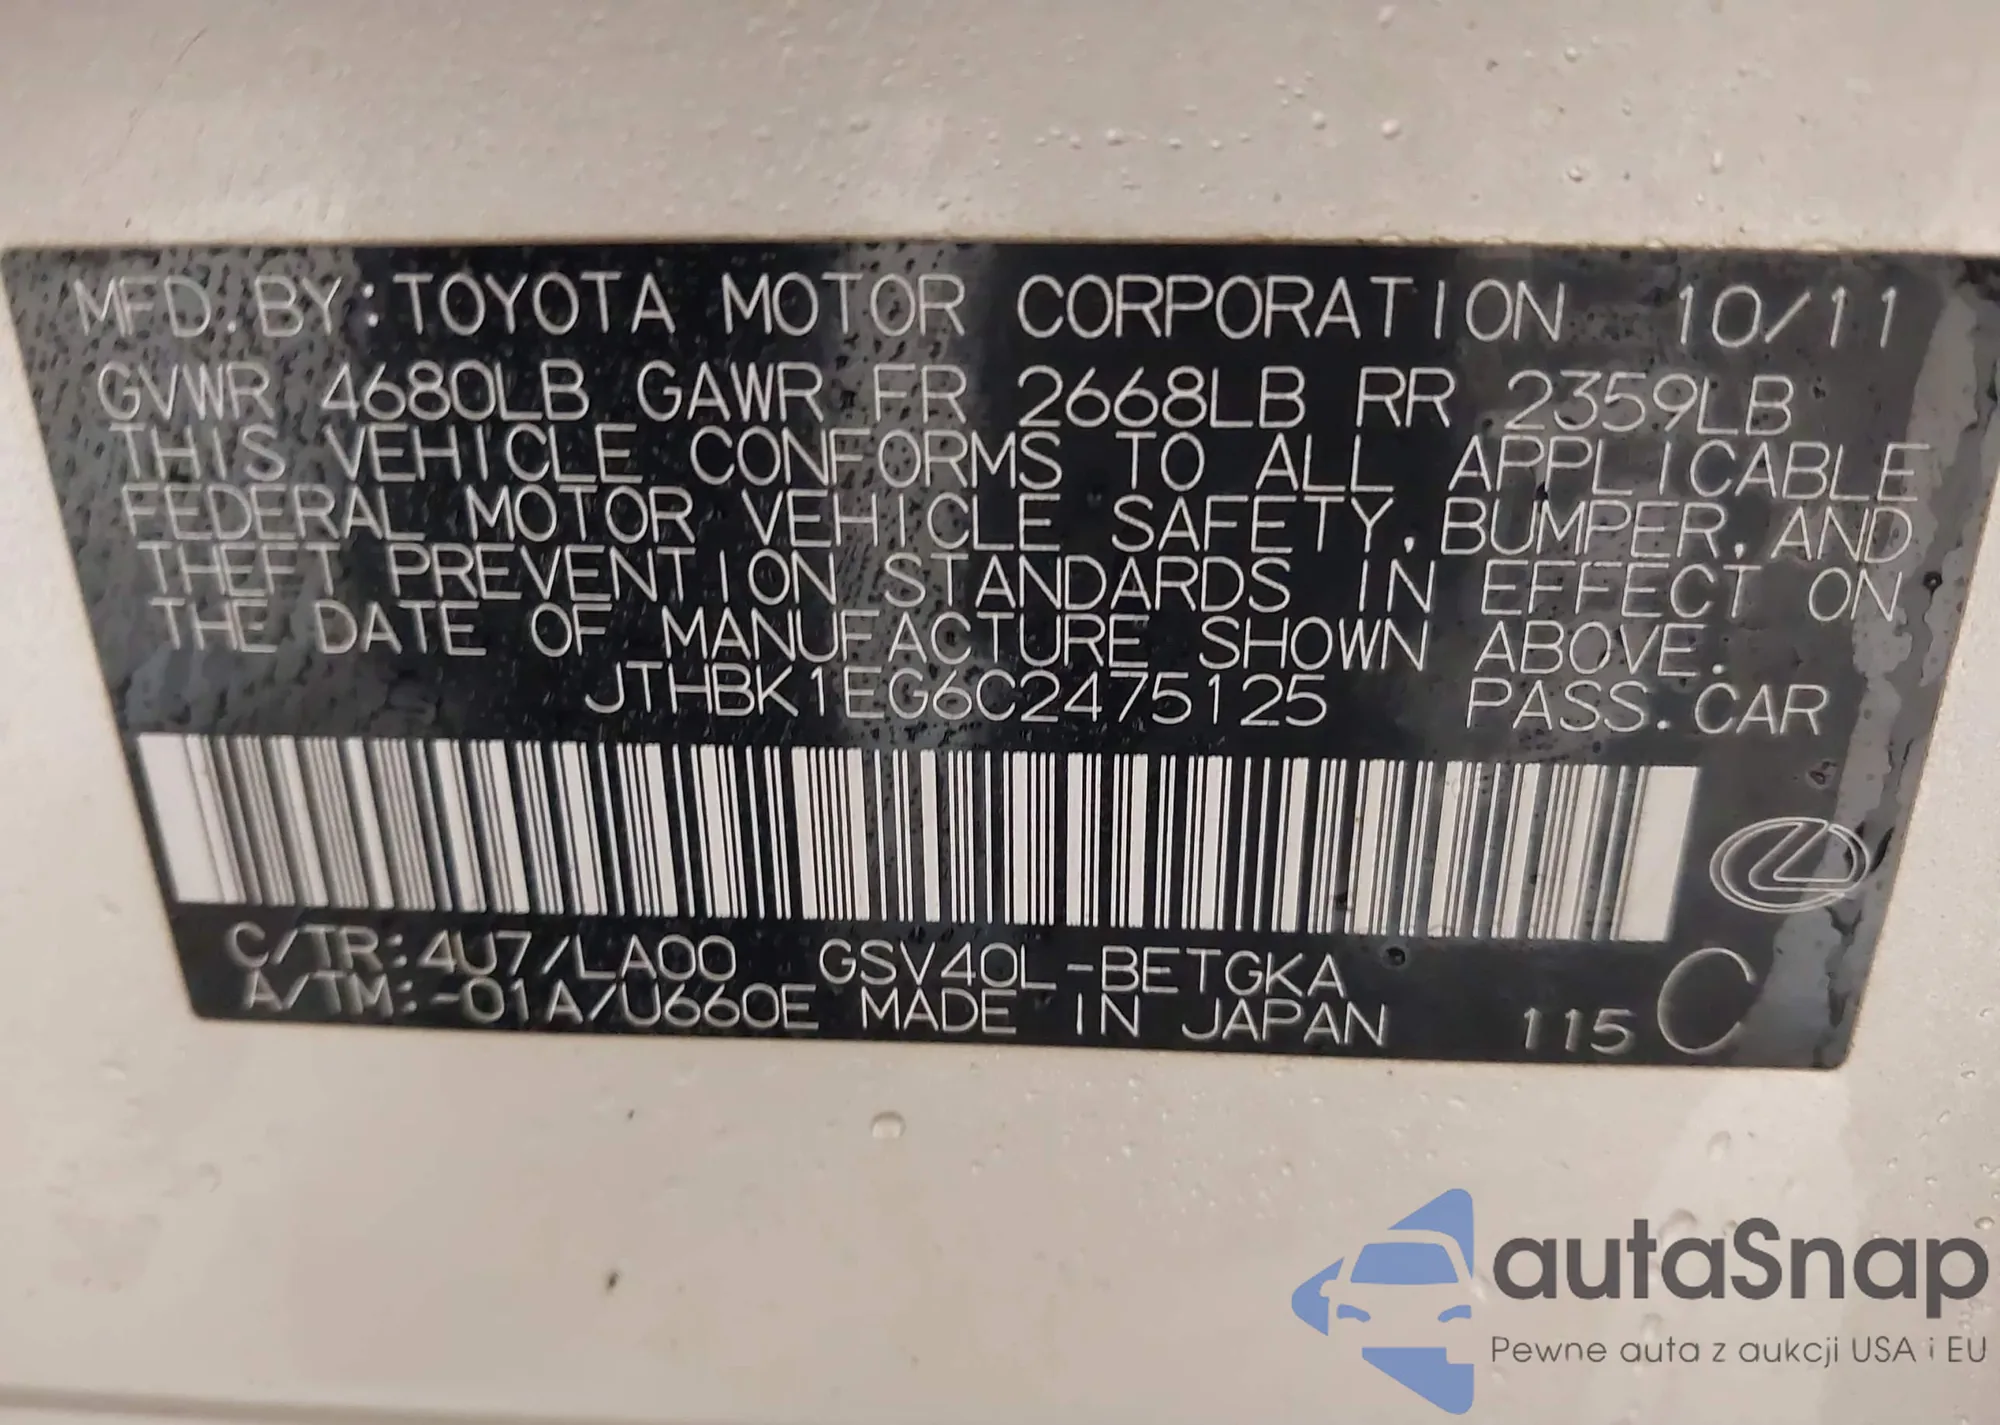 MFD.BY:TOYOTA MOTOR CORPORATION 10/11
GVWR 4680LB GAWR FR 2668LB RR 2359LB
THIS VEHICLE CONFORMS TO ALL APPLICABLE
FEDERAL MOTOR VEHICLE SAFETY, BUMPER, AND
THEFT PREVENTION STANDARDS IN EFFECT ON
THE DATE OF MANUFACTURE SHOWN ABOVE.
JTHBK1EG6C2475125 PASS.CAR
C/TR:4U7/LA00 GSV40L-BETGKA
A/TM:-01A/U660E MADE IN JAPAN 115 C
autaSnap
Pewne auta z aukcji USA i EU